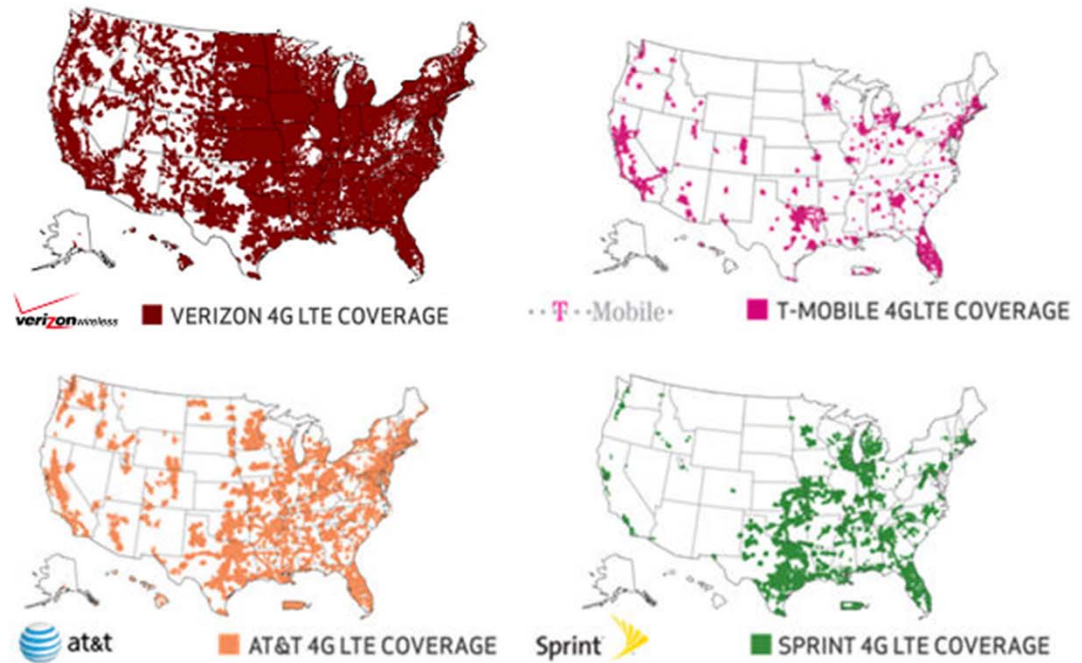 verizonwireless
VERIZON 4G LTE COVERAGE
··T··Mobile·
T-MOBILE 4GLTE COVERAGE
at&t
AT&T 4G LTE COVERAGE
Sprint
SPRINT 4G LTE COVERAGE